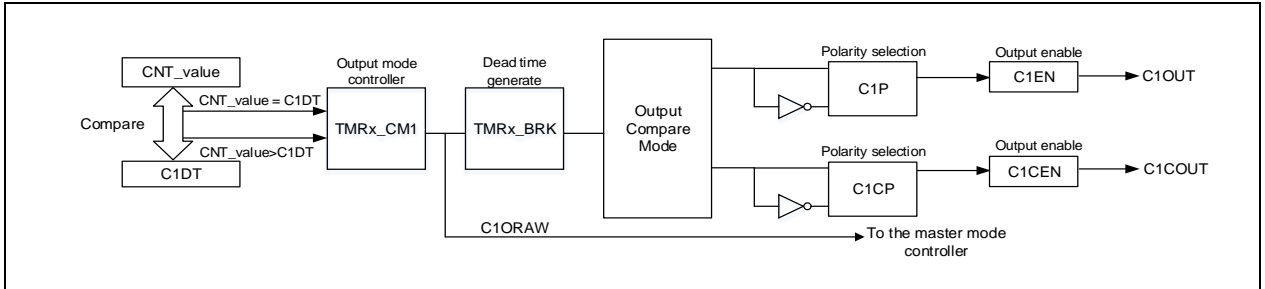 CNT_value
Compare
C1DT
CNT_value = C1DT
CNT_value>C1DT
Output mode
controller
TMRx_CM1
Dead time
generate
TMRx_BRK
Output
Compare
Mode
Polarity selection
C1P
Output enable
C1EN
C1OUT
Polarity selection
C1CP
Output enable
C1CEN
C1COUT
C1ORAW
To the master mode
controller